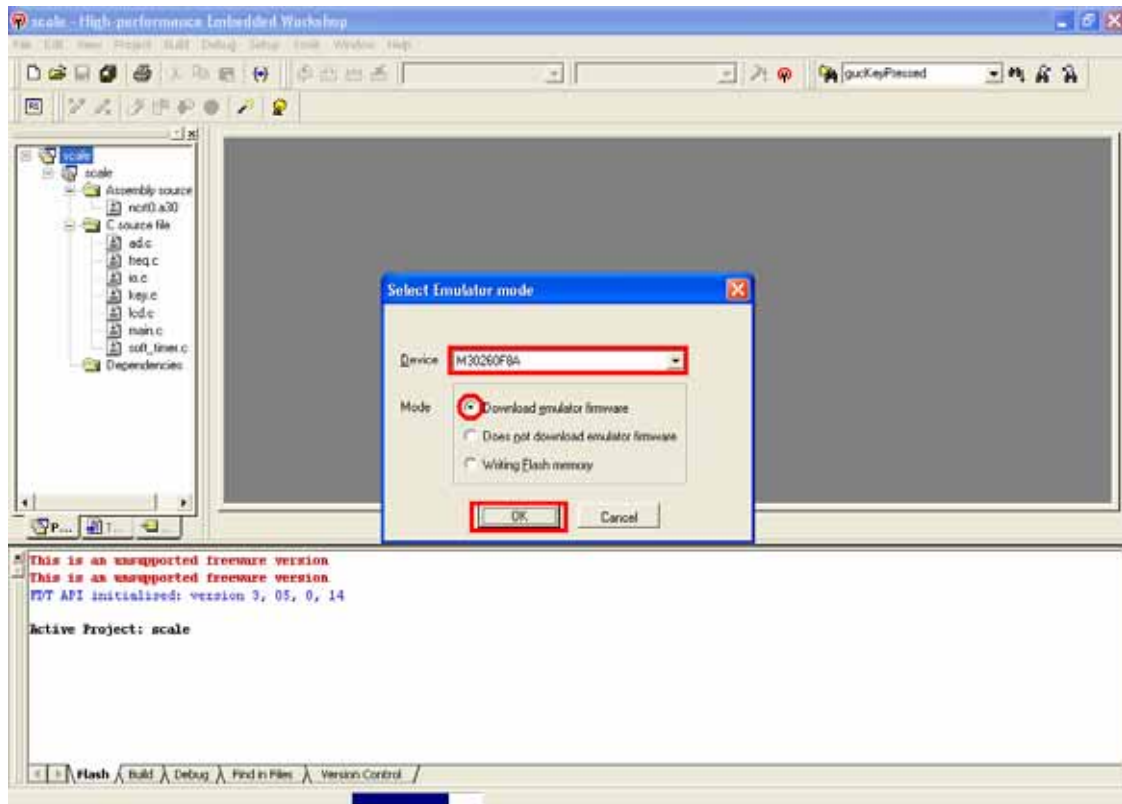 scale - High-performance Embedded Workshop
File Edit View Project Build Debug Setup Tools Window Help
gucKeyPressed
scale
scale
Assembly source
ncrt0.a30
C source file
ad.c
freq.c
io.c
key.c
lcd.c
main.c
soft_timer.c
Dependencies
P... T...
Select Emulator mode
Device M30260F8A
Mode Download emulator firmware
Does not download emulator firmware
Writing Flash memory
OK Cancel
This is an unsupported freeware version
This is an unsupported freeware version
FDT API initialised: version 3, 05, 0, 14
Active Project: scale
Flash Build Debug Find in Files Version Control